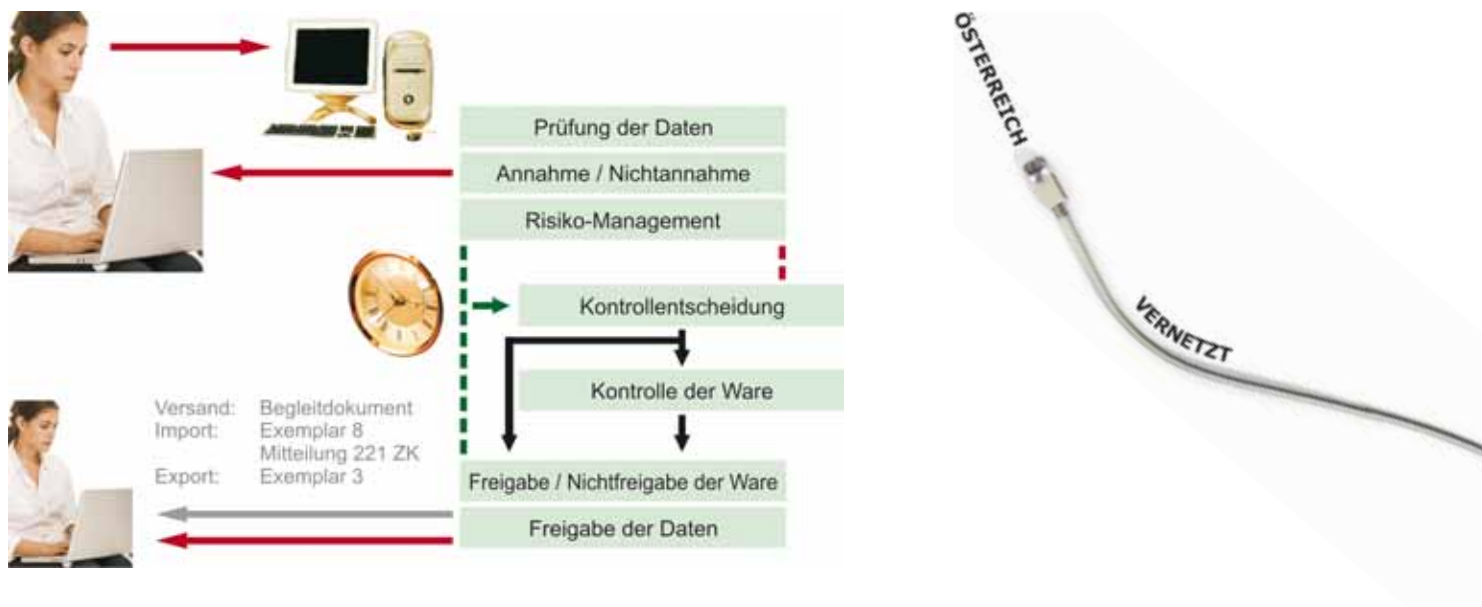 Prüfung der Daten
Annahme / Nichtannahme
Risiko-Management
Kontrollentscheidung
Kontrolle der Ware
Versand: Begleitdokument
Import: Exemplar 8
Mitteilung 221 ZK
Export: Exemplar 3
Freigabe / Nichtfreigabe der Ware
Freigabe der Daten
ÖSTERREICH
VERNETZT